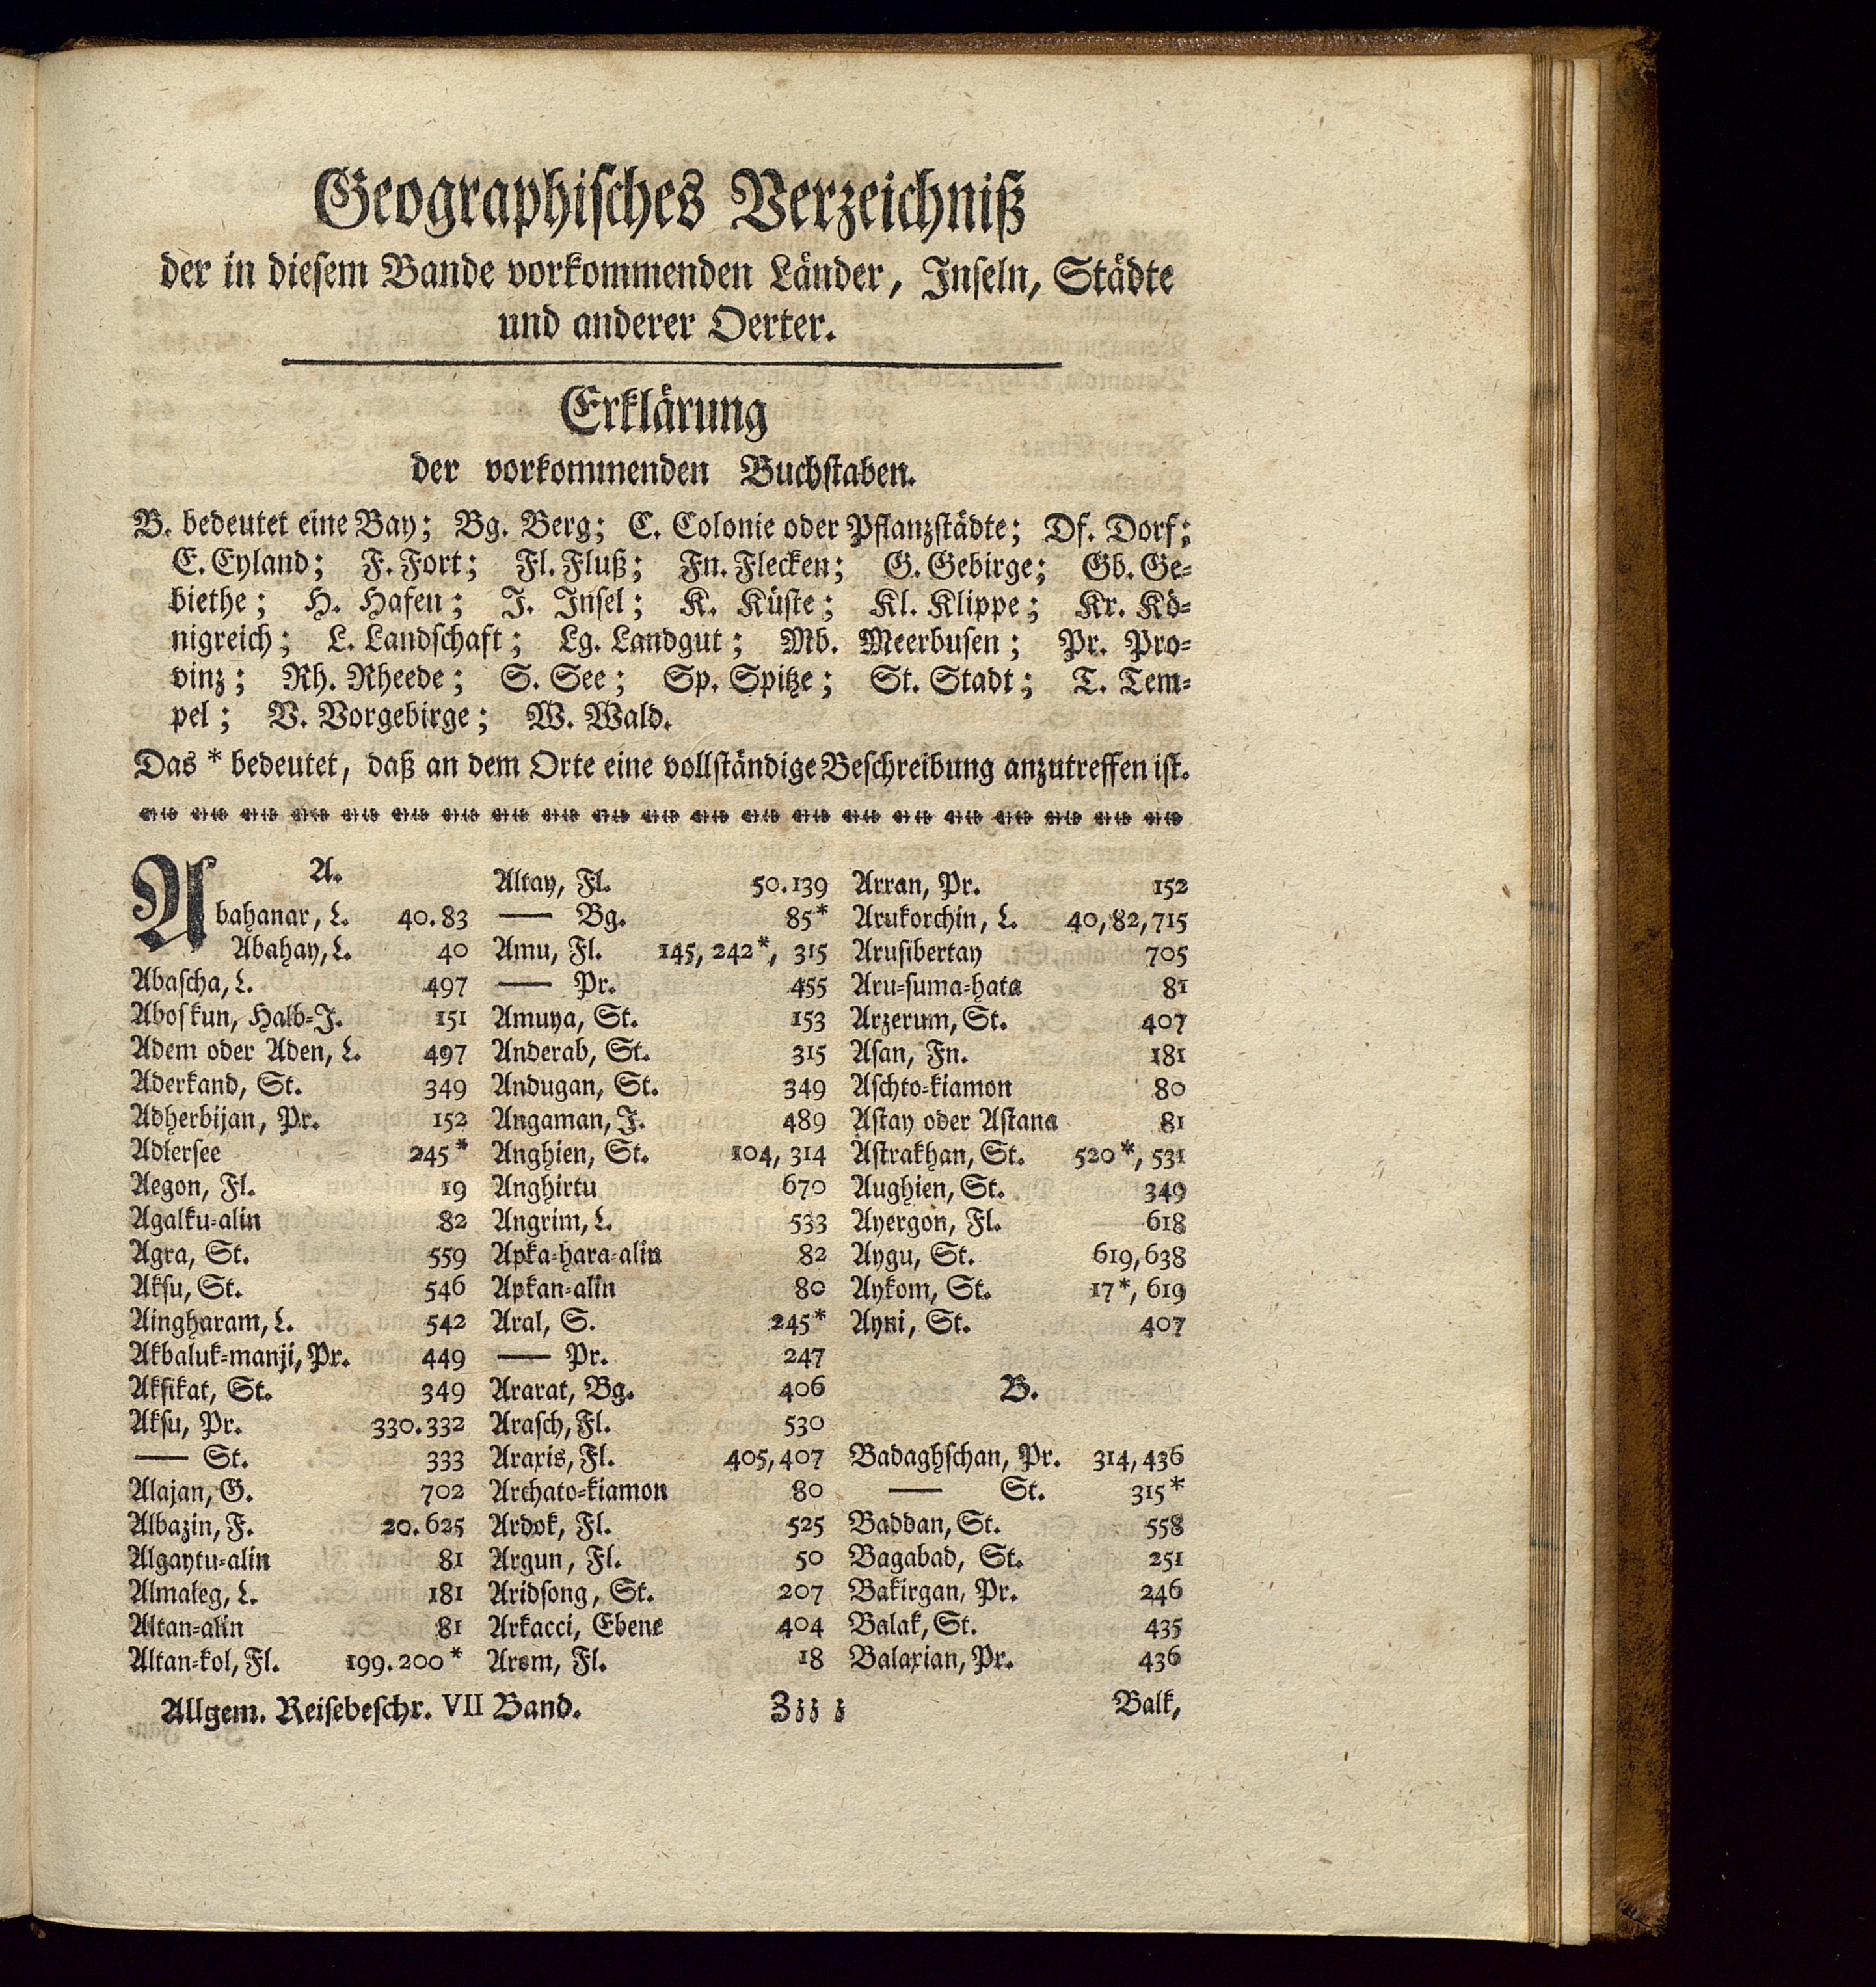 Geographisches Verzeichniß
der in diesem Bande vorkommenden Länder, Inseln, Städte
und anderer Oerter.
Erklärung
der vorkommenden Buchstaben.
B. bedeutet eine Bay; Bg. Berg; C. Colonie oder Pflanzstädte; Df. Dorf;
E. Eyland; F. Fort; Fl. Fluß; Fn. Flecken; G. Gebirge; Gb. Ge-
biethe; H. Hafen; J. Insel; K. Küste; Kl. Klippe; Kr. Kö-
nigreich; L. Landschaft; Lg. Landgut; Mb. Meerbusen; Pr. Pro-
vinz; Rh. Rheede; S. See; Sp. Spitze; St. Stadt; T. Tem-
pel; V. Vorgebirge; W. Wald.
Das * bedeutet, daß an dem Orte eine vollständige Beschreibung anzutreffen ist.
A.
Abahanar, L. 40.83
Abahay, L. 40
Abascha, L. 497
Aboskun, Halb-J. 151
Adem oder Aden, L. 497
Aderkand, St. 349
Adherbijan, Pr. 152
Adlersee 245*
Aegon, Fl. 19
Agalku-alin 82
Agra, St. 559
Aksu, St. 546
Aingharam, L. 542
Akbaluk-manji, Pr. 449
Aksikat, St. 349
Aksu, Pr. 330.332
— St. 333
Alajan, G. 702
Albazin, F. 20.625
Algaytu-alin 81
Almaleg, L. 181
Altan-alin 81
Altan-kol, Fl. 199.200*
Altay, Fl. 50.139
— Bg. 85*
Amu, Fl. 145, 242*, 315
— Pr. 455
Amuya, St. 153
Anderab, St. 315
Andugan, St. 349
Angaman, J. 489
Anghien, St. 104, 314
Anghirtu 670
Angrim, L. 533
Apka-hara-alin 82
Apkan-alin 80
Aral, S. 245*
— Pr. 247
Ararat, Bg. 406
Arasch, Fl. 530
Araxis, Fl. 405, 407
Archato-kiamon 80
Ardok, Fl. 525
Argun, Fl. 50
Aridsong, St. 207
Arkacci, Ebene 404
Arom, Fl. 18
Arran, Pr. 152
Arukorchin, L. 40, 82, 715
Arusibertay 705
Aru-suma-hata 81
Arzerum, St. 407
Asan, Fn. 181
Aschto-kiamon 80
Astay oder Astana 81
Astrakhan, St. 520*, 531
Aughien, St. 349
Ayergon, Fl. 618
Aygu, St. 619, 638
Aykom, St. 17*, 619
Ayni, St. 407
B.
Badaghschan, Pr. 314, 436
— St. 315*
Baddan, St. 558
Bagabad, St. 251
Bakirgan, Pr. 246
Balak, St. 435
Balaxian, Pr. 436
Allgem. Reisebeschr. VII Band. Zzz z Balk,